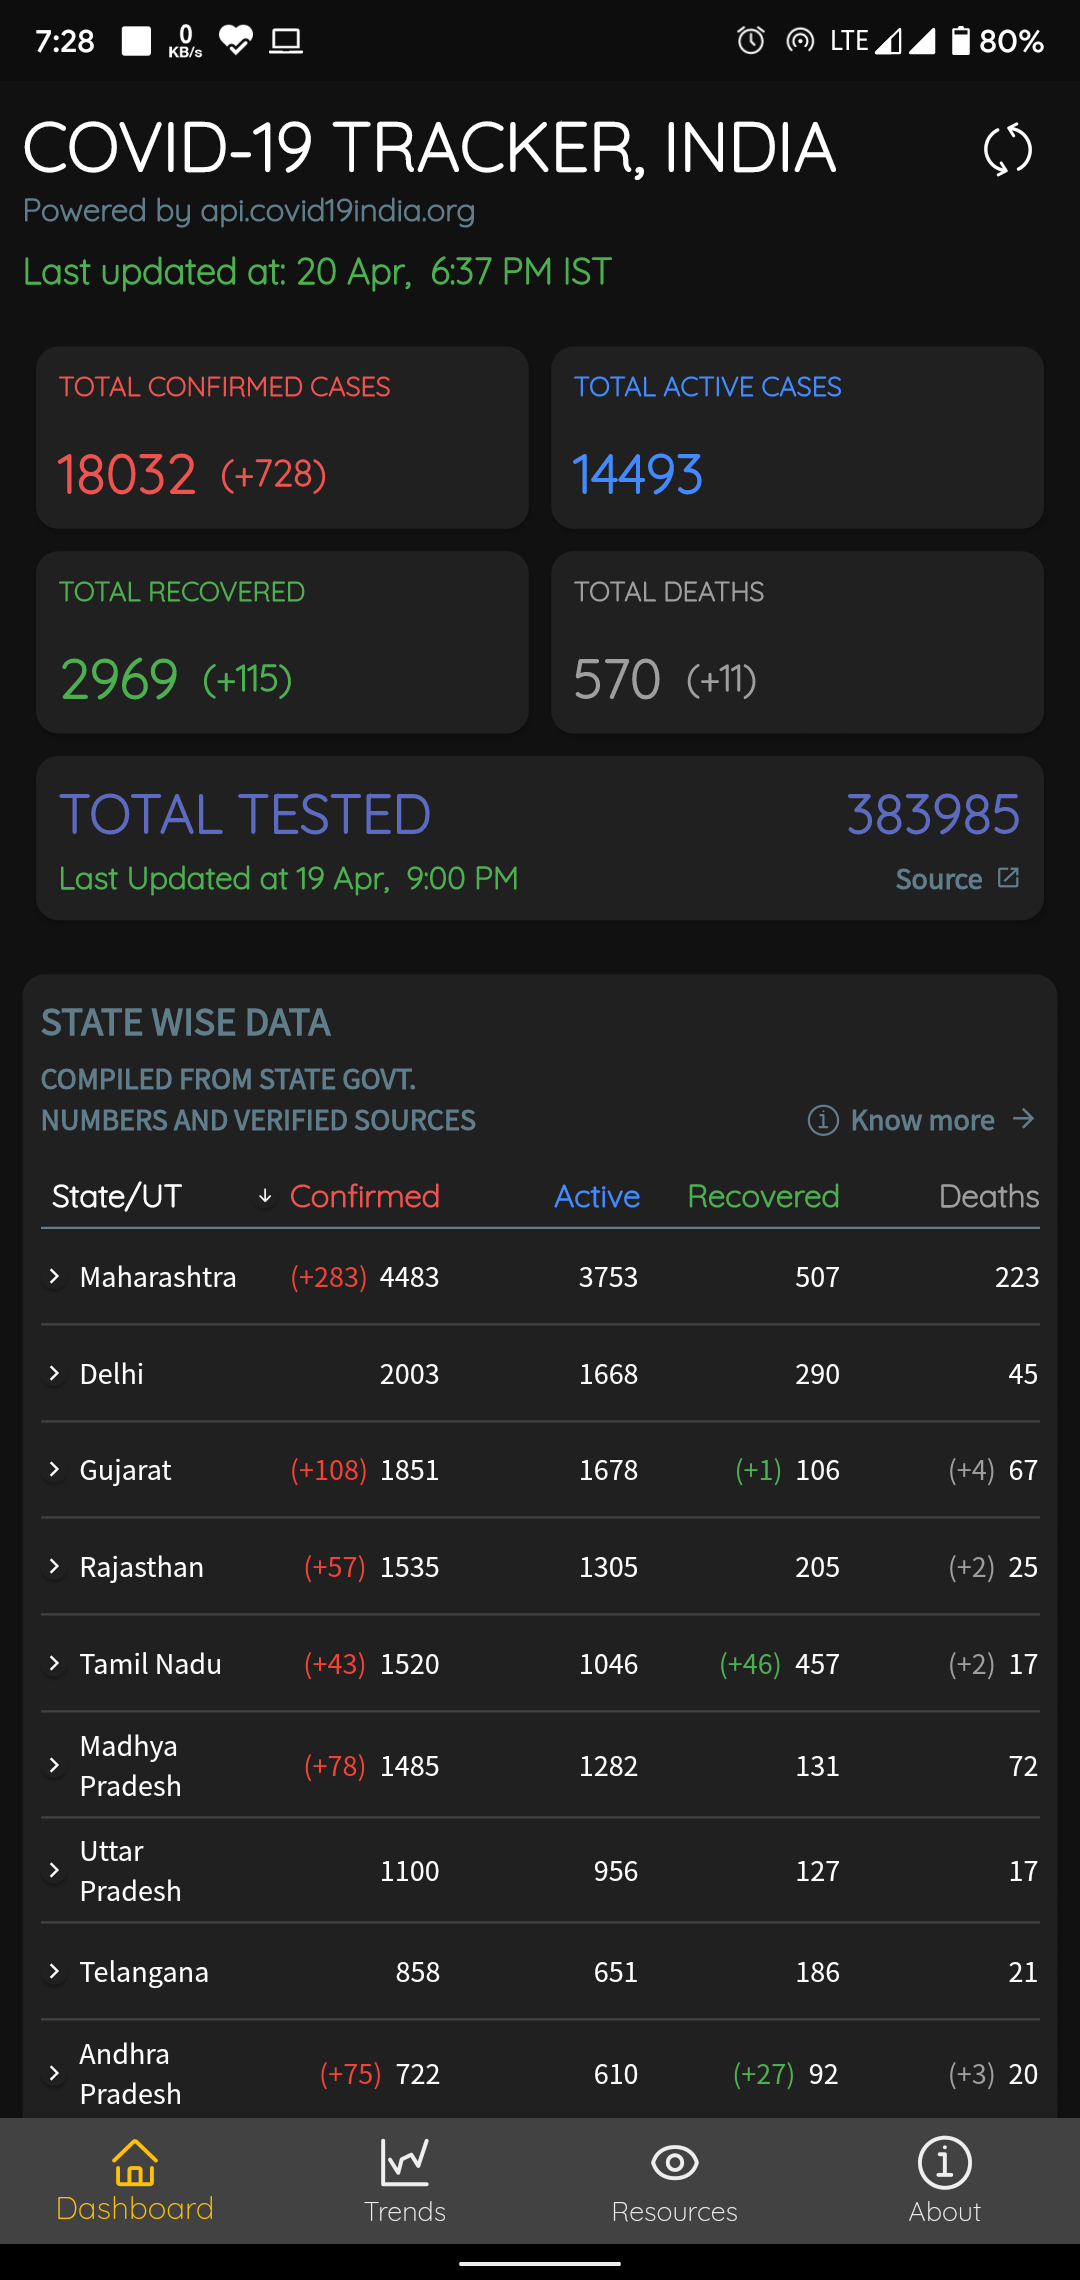 7:28 0 KB/s LTE 80%
COVID-19 TRACKER, INDIA
Powered by api.covid19india.org
Last updated at: 20 Apr,  6:37 PM IST
TOTAL CONFIRMED CASES
18032 (+728)
TOTAL ACTIVE CASES
14493
TOTAL RECOVERED
2969 (+115)
TOTAL DEATHS
570 (+11)
TOTAL TESTED 383985
Last Updated at 19 Apr,  9:00 PM Source
STATE WISE DATA
COMPILED FROM STATE GOVT.
NUMBERS AND VERIFIED SOURCES Know more
State/UT Confirmed Active Recovered Deaths
Maharashtra (+283) 4483 3753 507 223
Delhi 2003 1668 290 45
Gujarat (+108) 1851 1678 (+1) 106 (+4) 67
Rajasthan (+57) 1535 1305 205 (+2) 25
Tamil Nadu (+43) 1520 1046 (+46) 457 (+2) 17
Madhya
Pradesh (+78) 1485 1282 131 72
Uttar
Pradesh 1100 956 127 17
Telangana 858 651 186 21
Andhra
Pradesh (+75) 722 610 (+27) 92 (+3) 20
Dashboard Trends Resources About